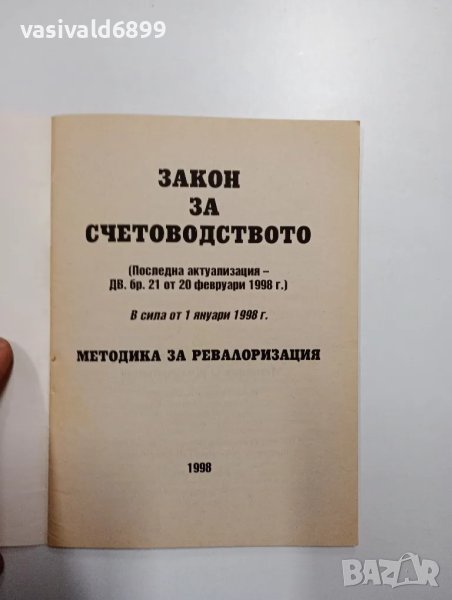 vasivald6899
ЗАКОН
ЗА
СЧЕТОВОДСТВОТО
(Последна актуализация –
ДВ. бр. 21 от 20 февруари 1998 г.)
В сила от 1 януари 1998 г.
МЕТОДИКА ЗА РЕВАЛОРИЗАЦИЯ
1998
BAZAR